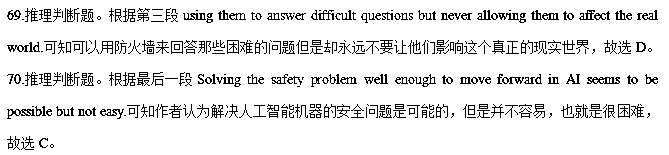 69.推理判断题。根据第三段 using them to answer difficult questions but never allowing them to affect the real
world.可知可以用防火墙来回答那些困难的问题但是却永远不要让他们影响这个真正的现实世界，故选 D。
70.推理判断题。根据最后一段 Solving the safety problem well enough to move forward in AI seems to be
possible but not easy.可知作者认为解决人工智能机器的安全问题是可能的，但是并不容易，也就是很困难，
故选 C。